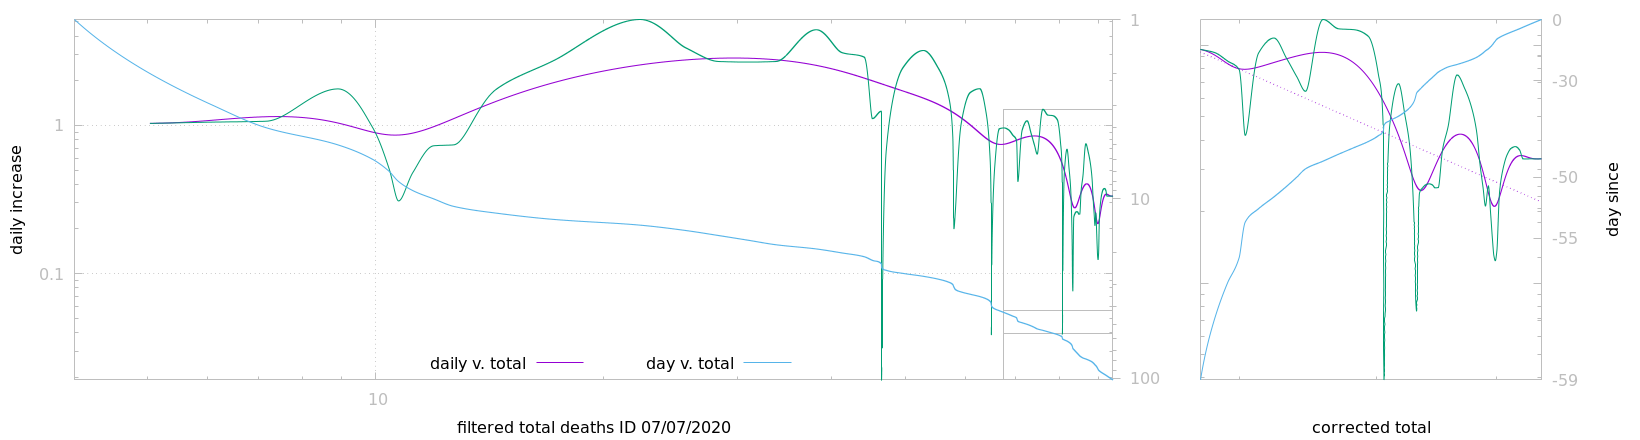 daily increase
1
0.1
10
daily v. total
day v. total
filtered total deaths ID 07/07/2020
1
10
100
0
-30
-50
-55
-59
day since
corrected total